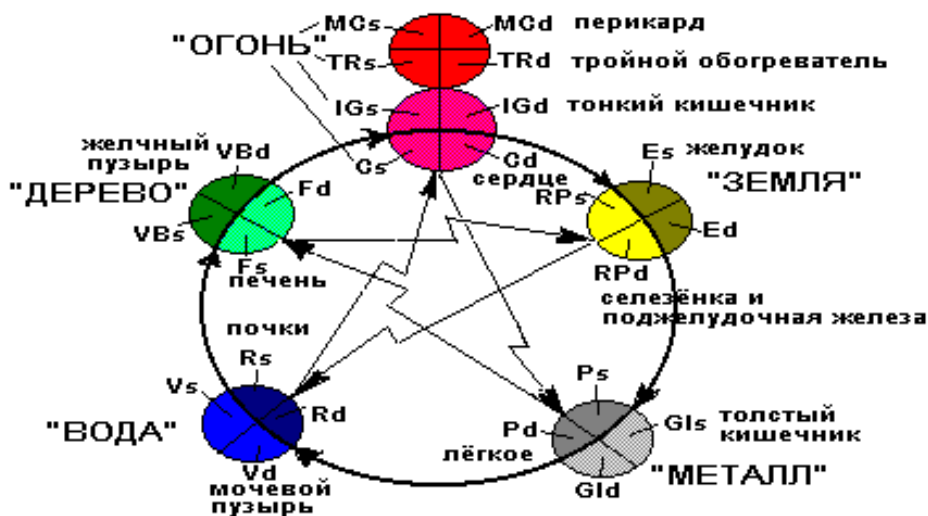 MCs MCd перикард
"ОГОНЬ"
TRs TRd тройной обогреватель
IGs IGd тонкий кишечник
Cs Cd
сердце
желчный
пузырь
VBd
Fd
"ДЕРЕВО"
VBs
Fs
печень
Es желудок
RPs "ЗЕМЛЯ"
Ed
RPd
селезёнка и
поджелудочная железа
почки
Rs
Vs
Rd
"ВОДА"
Vd
мочевой
пузырь
Ps
Pd GIs толстый
кишечник
лёгкое
"МЕТАЛЛ"
GId